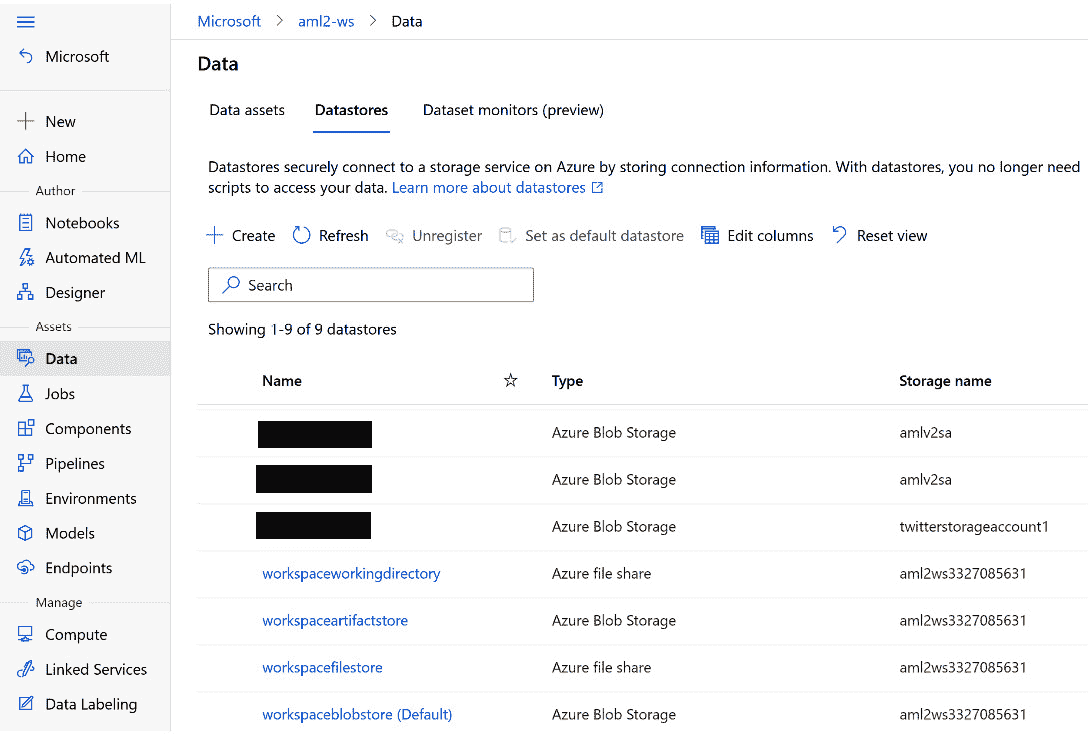 Microsoft > aml2-ws > Data
Microsoft
New
Home
Author
Notebooks
Automated ML
Designer
Assets
Data
Jobs
Components
Pipelines
Environments
Models
Endpoints
Manage
Compute
Linked Services
Data Labeling
Data
Data assets Datastores Dataset monitors (preview)
Datastores securely connect to a storage service on Azure by storing connection information. With datastores, you no longer need
scripts to access your data. Learn more about datastores
Create Refresh Unregister Set as default datastore Edit columns Reset view
Search
Showing 1-9 of 9 datastores
Name Type Storage name
Azure Blob Storage amlv2sa
Azure Blob Storage amlv2sa
Azure Blob Storage twitterstorageaccount1
workspaceworkingdirectory Azure file share aml2ws3327085631
workspaceartifactstore Azure Blob Storage aml2ws3327085631
workspacefilestore Azure file share aml2ws3327085631
workspaceblobstore (Default) Azure Blob Storage aml2ws3327085631